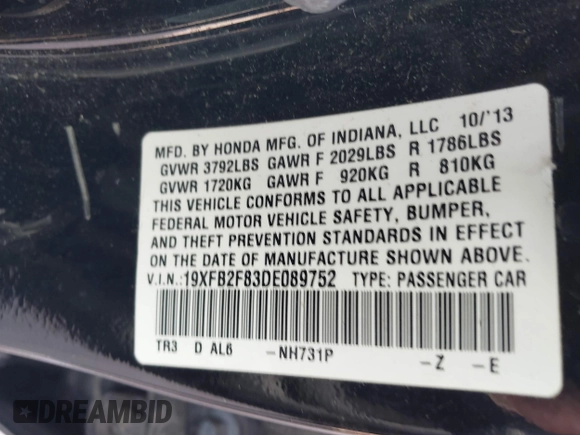 MFD. BY HONDA MFG. OF INDIANA, LLC 10/'13
GVWR 3792LBS GAWR F 2029LBS R 1786LBS
GVWR 1720KG GAWR F 920KG R 810KG
THIS VEHICLE CONFORMS TO ALL APPLICABLE
FEDERAL MOTOR VEHICLE SAFETY, BUMPER,
AND THEFT PREVENTION STANDARDS IN EFFECT
ON THE DATE OF MANUFACTURE SHOWN ABOVE.
V.I.N.:19XFB2F83DE089752 TYPE: PASSENGER CAR
TR3 D AL6 -NH731P -Z -E
DREAMBID